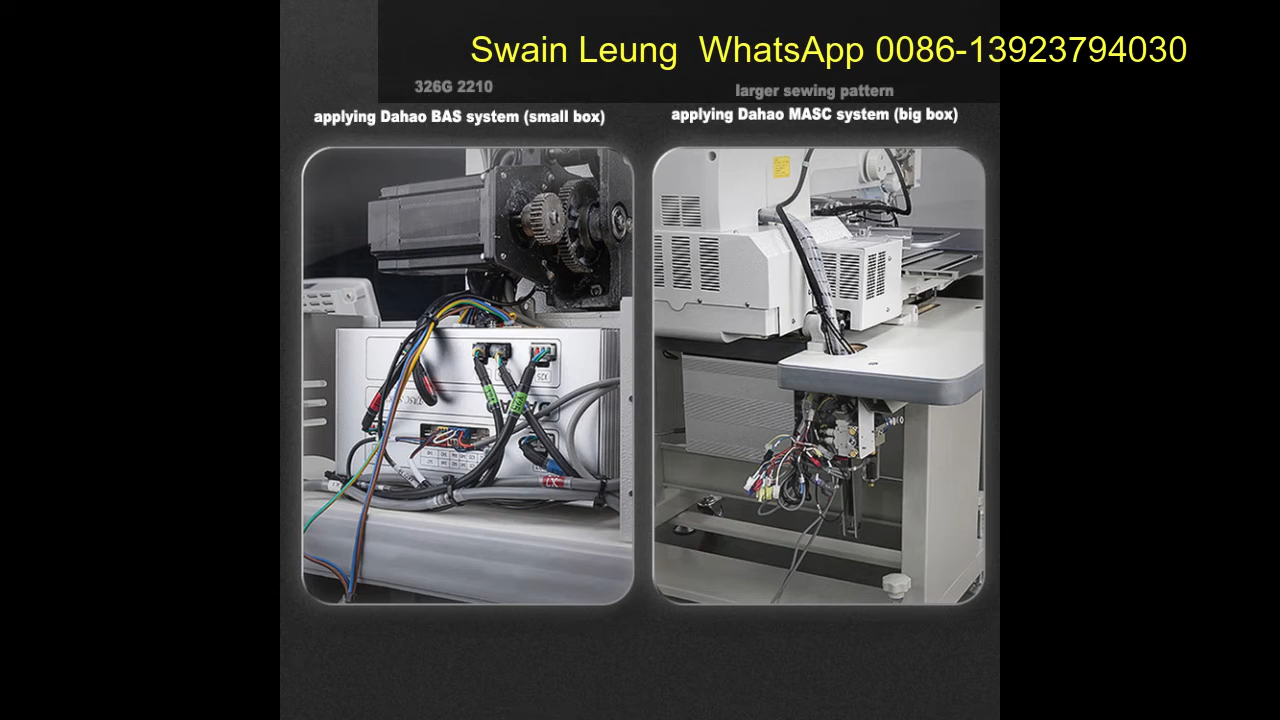 Swain Leung WhatsApp 0086-13923794030
326G 2210
applying Dahao BAS system (small box)
larger sewing pattern
applying Dahao MASC system (big box)
SCX